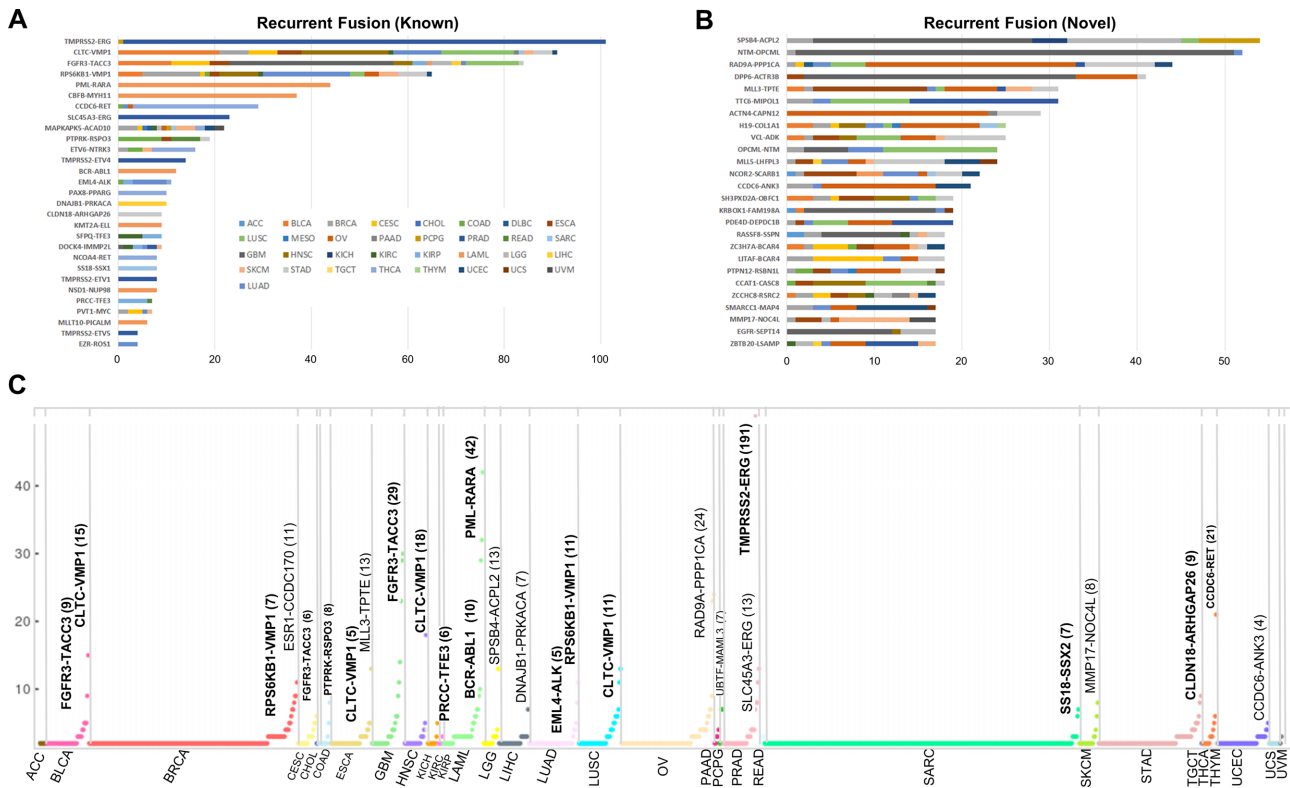 A
Recurrent Fusion (Known)
TMPRSS2-ERG
CLTC-VMP1
FGFR3-TACC3
RPS6KB1-VMP1
PML-RARA
CBFB-MYH11
CCDC6-RET
SLC45A3-ERG
MAPKAPK5-ACAD10
PTPRK-RSPO3
ETV6-NTRK3
TMPRSS2-ETV4
BCR-ABL1
EML4-ALK
PAX8-PPARG
DNAJB1-PRKACA
CLDN18-ARHGAP26
KMT2A-ELL
SFPQ-TFE3
DOCK4-IMMP2L
NCOA4-RET
SS18-SSX1
TMPRSS2-ETV1
NSD1-NUP98
PRCC-TFE3
PVT1-MYC
MLLT10-PICALM
TMPRSS2-ETV5
EZR-ROS1
0 20 40 60 80 100
ACC BLCA BRCA CESC CHOL COAD DLBC ESCA
LUSC MESO OV PAAD PCPG PRAD READ SARC
GBM HNSC KICH KIRC KIRP LAML LGG LIHC
SKCM STAD TGCT THCA THYM UCEC UCS UVM
LUAD
B
Recurrent Fusion (Novel)
SPSB4-ACPL2
NTM-OPCML
RAD9A-PPP1CA
DPP6-ACTR3B
MLL3-TPTE
TTC6-MIPOL1
ACTN4-CAPN12
H19-COL1A1
VCL-ADK
OPCML-NTM
MLL5-LHFPL3
NCOR2-SCARB1
CCDC6-ANK3
SH3PXD2A-OBFC1
KRBOX1-FAM198A
PDE4D-DEPDC1B
RASSF8-SSPN
ZC3H7A-BCAR4
LITAF-BCAR4
PTPN12-RSBN1L
CCAT1-CASC8
ZCCHC8-RSRC2
SMARCC1-MAP4
MMP17-NOC4L
EGFR-SEPT14
ZBTB20-LSAMP
0 10 20 30 40 50
C
40
30
20
10
FGFR3-TACC3 (9)
CLTC-VMP1 (15)
RPS6KB1-VMP1 (7)
ESR1-CCDC170 (11)
FGFR3-TACC3 (6)
PTPRK-RSPO3 (8)
CLTC-VMP1 (5)
MLL3-TPTE (13)
FGFR3-TACC3 (29)
CLTC-VMP1 (18)
PRCC-TFE3 (6)
BCR-ABL1 (10)
PML-RARA (42)
SPSB4-ACPL2 (13)
DNAJB1-PRKACA (7)
EML4-ALK (5)
RPS6KB1-VMP1 (11)
CLTC-VMP1 (11)
RAD9A-PPP1CA (24)
UBTF-MAML3 (7)
TMPRSS2-ERG (191)
SLC45A3-ERG (13)
SS18-SSX2 (7)
MMP17-NOC4L (8)
CLDN18-ARHGAP26 (9)
CCDC6-RET (21)
CCDC6-ANK3 (4)
ACC
BLCA
BRCA
CESC
CHOL
COAD
ESCA
GBM
HNSC
KICH
KIRC
KIRP
LAML
LGG
LIHC
LUAD
LUSC
OV
PAAD
PCPG
PRAD
READ
SARC
SKCM
STAD
TGCT
THCA
THYM
UCEC
UCS
UVM